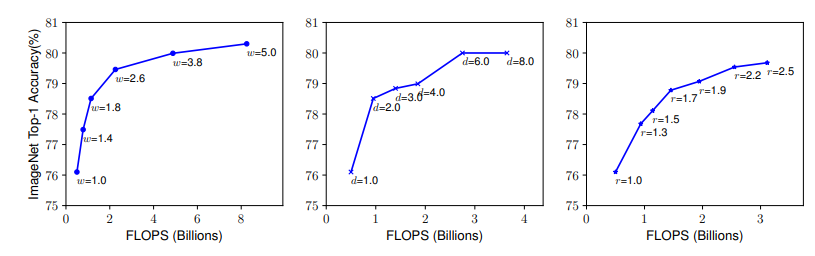 ImageNet Top-1 Accuracy(%)
81
80
79
78
77
76
75
0 2 4 6 8
FLOPS (Billions)
w=1.0
w=1.4
w=1.8
w=2.6
w=3.8
w=5.0
81
80
79
78
77
76
75
0 1 2 3 4
FLOPS (Billions)
d=1.0
d=2.0
d=3.0
d=4.0
d=6.0
d=8.0
81
80
79
78
77
76
75
0 1 2 3
FLOPS (Billions)
r=1.0
r=1.3
r=1.5
r=1.7
r=1.9
r=2.2
r=2.5